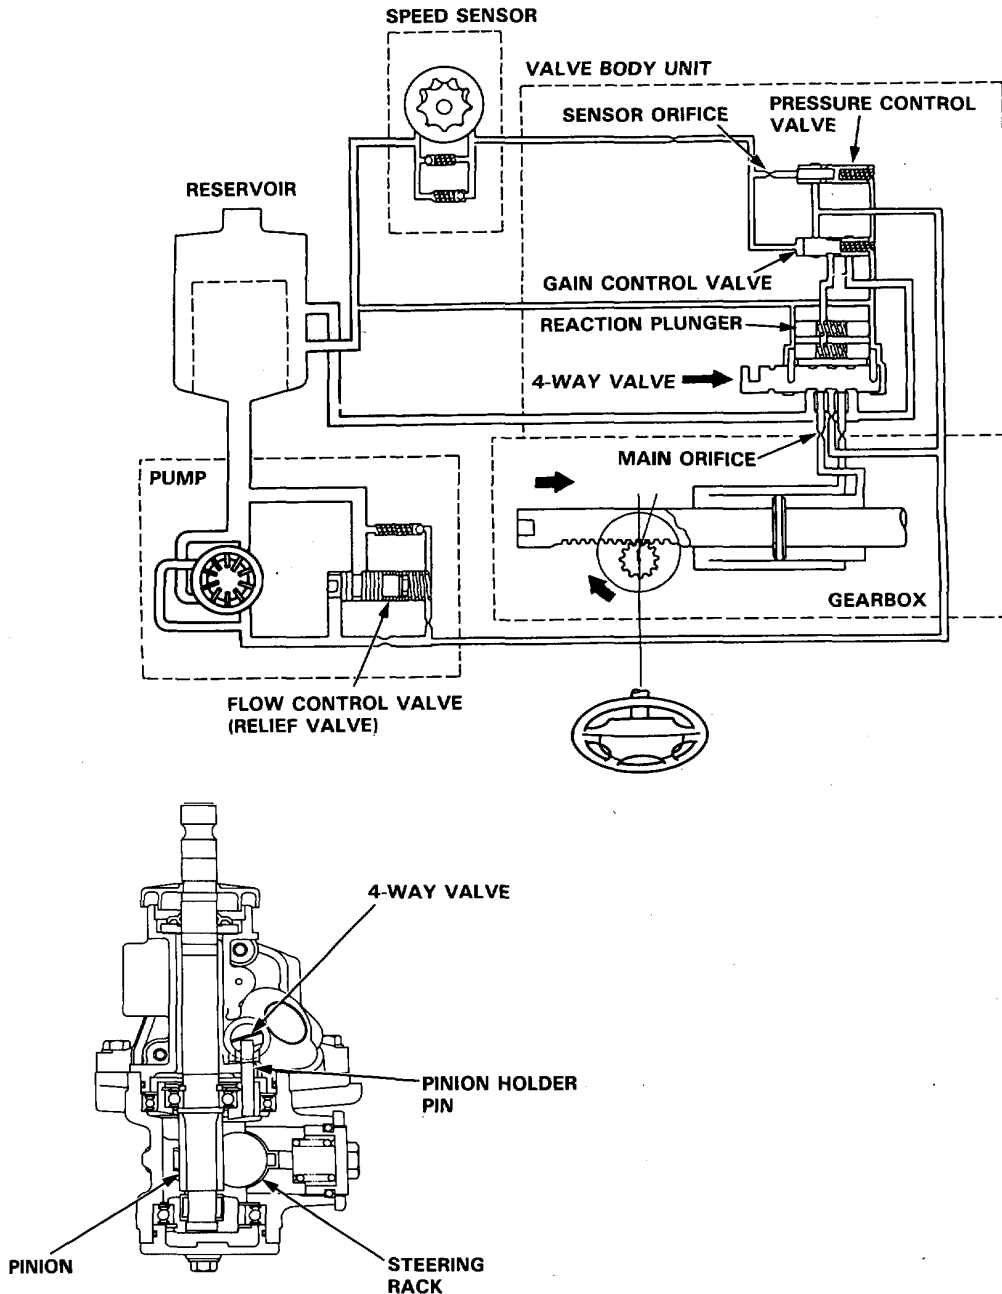 SPEED SENSOR
VALVE BODY UNIT
SENSOR ORIFICE
PRESSURE CONTROL
VALVE
RESERVOIR
GAIN CONTROL VALVE
REACTION PLUNGER
4-WAY VALVE
MAIN ORIFICE
PUMP
GEARBOX
FLOW CONTROL VALVE
(RELIEF VALVE)
4-WAY VALVE
PINION HOLDER
PIN
PINION
STEERING
RACK